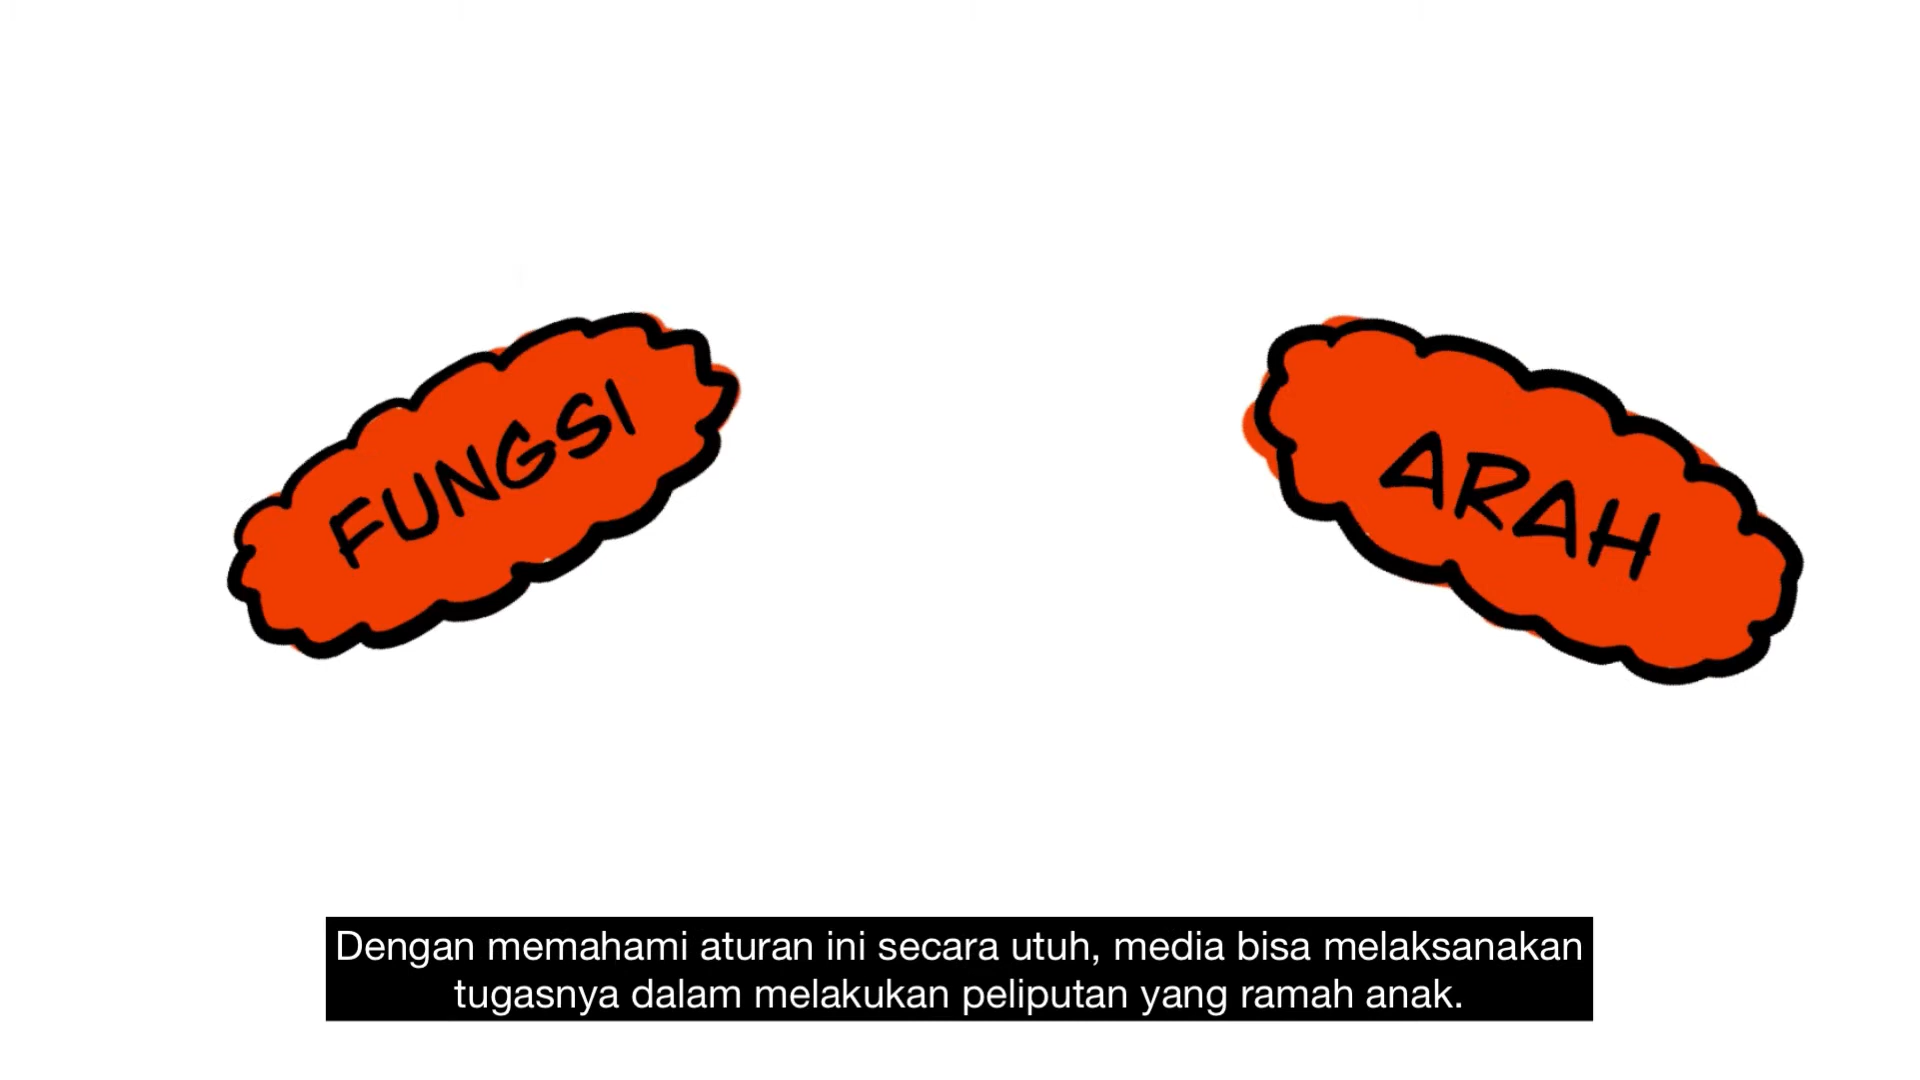 FUNGSI
ARAH
Dengan memahami aturan ini secara utuh, media bisa melaksanakan
tugasnya dalam melakukan peliputan yang ramah anak.